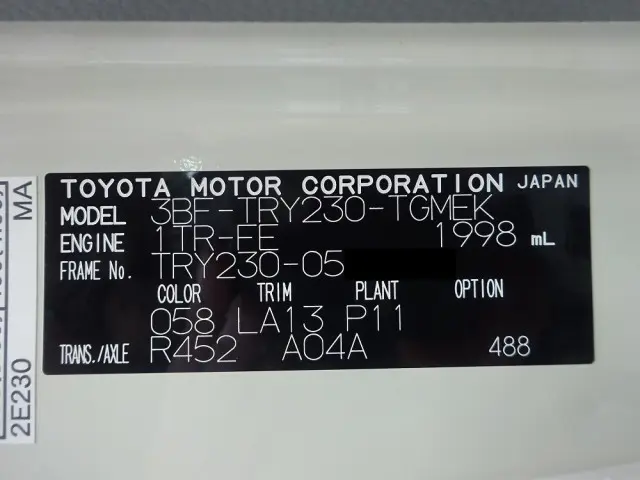 TOYOTA MOTOR CORPORATION JAPAN
MODEL 3BF-TRY230-TGMEK
ENGINE 1TR-FE 1998 mL
FRAME No. TRY230-05
COLOR TRIM PLANT OPTION
058 LA13 P11
TRANS./AXLE R452 A04A 488
MA
2E230